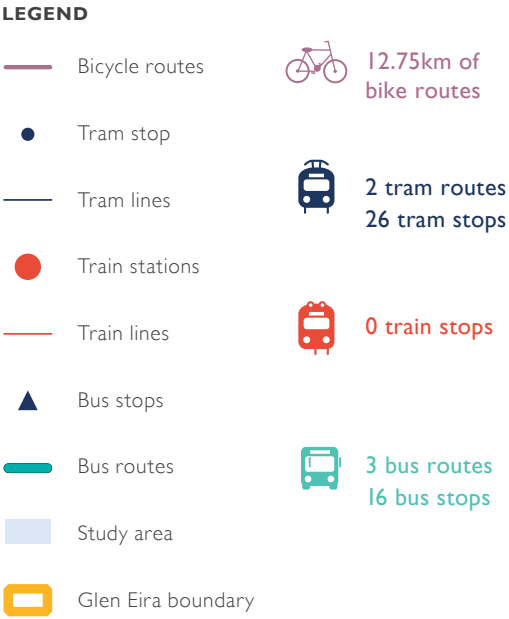 LEGEND
Bicycle routes
Tram stop
Tram lines
Train stations
Train lines
Bus stops
Bus routes
Study area
Glen Eira boundary
12.75km of
bike routes
2 tram routes
26 tram stops
0 train stops
3 bus routes
16 bus stops